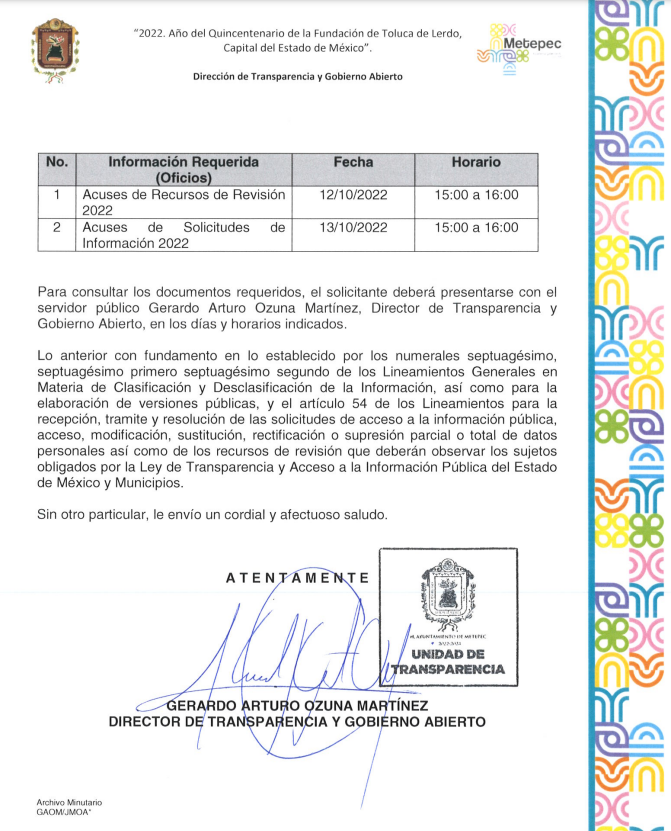 "2022. Año del Quincentenario de la Fundación de Toluca de Lerdo,
Capital del Estado de México".
Metepec
Dirección de Transparencia y Gobierno Abierto
No. Información Requerida (Oficios) Fecha Horario
1 Acuses de Recursos de Revisión 2022 12/10/2022 15:00 a 16:00
2 Acuses de Solicitudes de Información 2022 13/10/2022 15:00 a 16:00
Para consultar los documentos requeridos, el solicitante deberá presentarse con el
servidor público Gerardo Arturo Ozuna Martínez, Director de Transparencia y
Gobierno Abierto, en los días y horarios indicados.
Lo anterior con fundamento en lo establecido por los numerales septuagésimo,
septuagésimo primero septuagésimo segundo de los Lineamientos Generales en
Materia de Clasificación y Desclasificación de la Información, así como para la
elaboración de versiones públicas, y el artículo 54 de los Lineamientos para la
recepción, tramite y resolución de las solicitudes de acceso a la información pública,
acceso, modificación, sustitución, rectificación o supresión parcial o total de datos
personales así como de los recursos de revisión que deberán observar los sujetos
obligados por la Ley de Transparencia y Acceso a la Información Pública del Estado
de México y Municipios.
Sin otro particular, le envío un cordial y afectuoso saludo.
A T E N T A M E N T E
AYUNTAMIENTO DE METEPEC
UNIDAD DE
TRANSPARENCIA
GERARDO ARTURO OZUNA MARTÍNEZ
DIRECTOR DE TRANSPARENCIA Y GOBIERNO ABIERTO
Archivo Minutario
GAOM/JMOA*